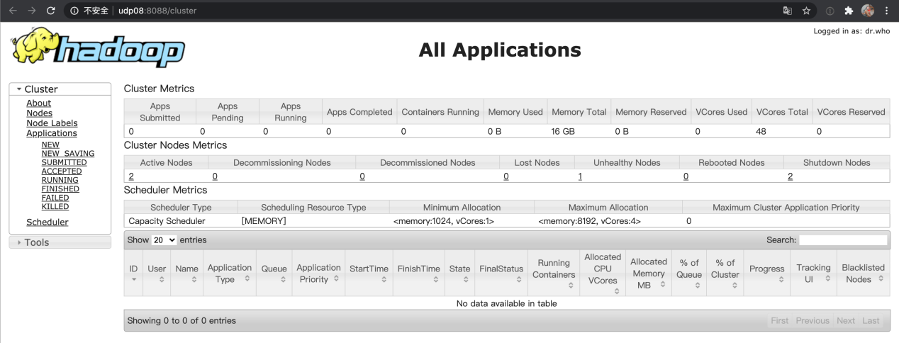 不安全 | udp08:8088/cluster
Logged in as: dr.who
hadoop
All Applications
Cluster
About
Nodes
Node Labels
Applications
NEW
NEW_SAVING
SUBMITTED
ACCEPTED
RUNNING
FINISHED
FAILED
KILLED
Scheduler
Tools
Cluster Metrics
Apps Submitted Apps Pending Apps Running Apps Completed Containers Running Memory Used Memory Total Memory Reserved VCores Used VCores Total VCores Reserved
0 0 0 0 0 0 B 16 GB 0 B 0 48 0
Cluster Nodes Metrics
Active Nodes Decommissioning Nodes Decommissioned Nodes Lost Nodes Unhealthy Nodes Rebooted Nodes Shutdown Nodes
2 0 0 0 1 0 2
Scheduler Metrics
Scheduler Type Scheduling Resource Type Minimum Allocation Maximum Allocation Maximum Cluster Application Priority
Capacity Scheduler [MEMORY] <memory:1024, vCores:1> <memory:8192, vCores:4> 0
Show 20 entries Search:
ID User Name Application Type Queue Application Priority StartTime FinishTime State FinalStatus Running Containers Allocated CPU VCores Allocated Memory MB % of Queue % of Cluster Progress Tracking UI Blacklisted Nodes
No data available in table
Showing 0 to 0 of 0 entries First Previous Next Last